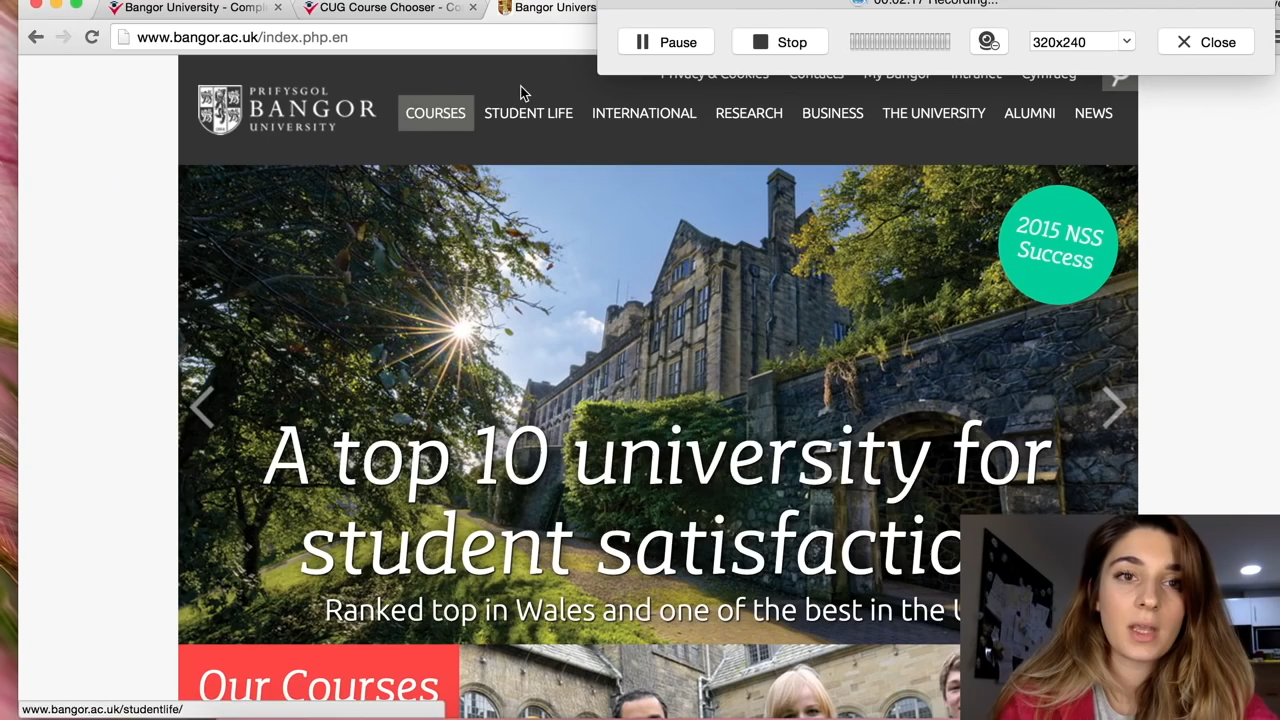 Bangor University - Compl
CUG Course Chooser - Co
Bangor Univers
Recording...
www.bangor.ac.uk/index.php.en
Pause
Stop
320x240
Close
Privacy & Cookies
Contacts
My Bangor
Intranet
Cymraeg
PRIFYSGOL
BANGOR
UNIVERSITY
COURSES
STUDENT LIFE
INTERNATIONAL
RESEARCH
BUSINESS
THE UNIVERSITY
ALUMNI
NEWS
2015 NSS
Success
A top 10 university for
student satisfactio
Ranked top in Wales and one of the best in the U
Our Courses
www.bangor.ac.uk/studentlife/